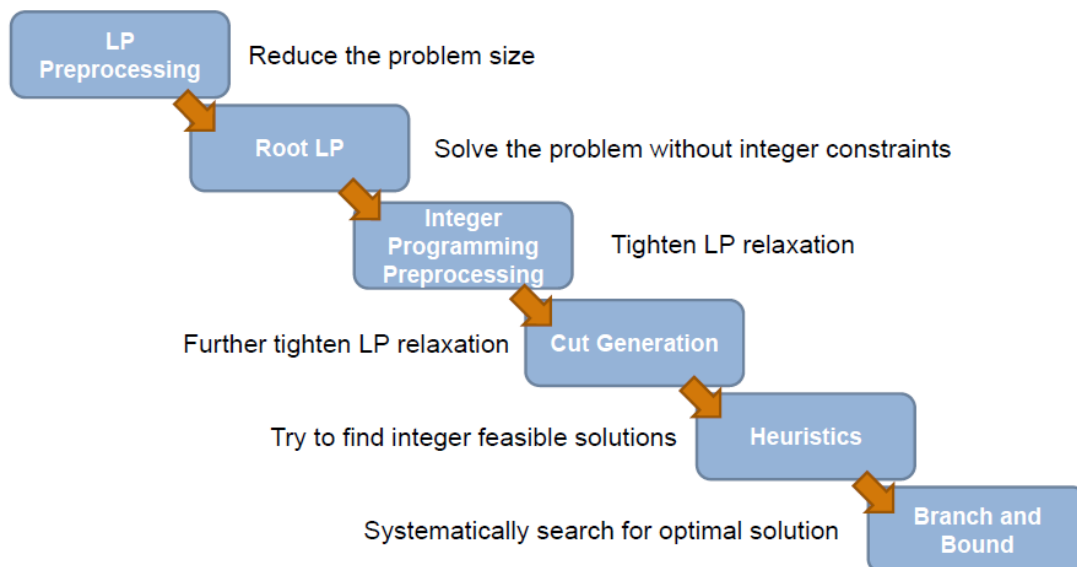 LP
Preprocessing
Reduce the problem size
Root LP
Solve the problem without integer constraints
Integer
Programming
Preprocessing
Tighten LP relaxation
Further tighten LP relaxation
Cut Generation
Try to find integer feasible solutions
Heuristics
Systematically search for optimal solution
Branch and
Bound